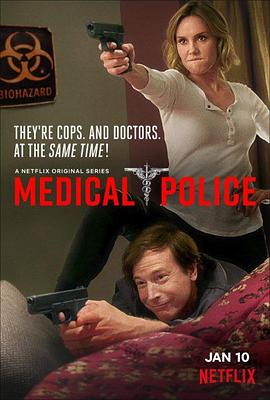 BIOHAZARD
THEY'RE COPS. AND DOCTORS.
AT THE SAME TIME!
A NETFLIX ORIGINAL SERIES
MEDICAL POLICE
JAN 10
NETFLIX